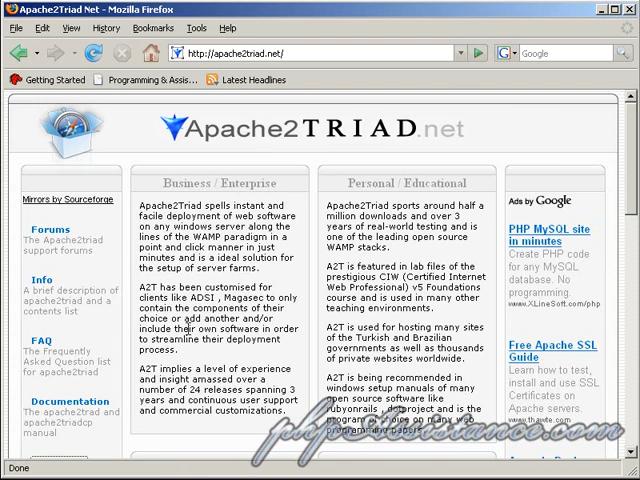 Apache2Triad Net - Mozilla Firefox
File Edit View Go Bookmarks Tools Help
http://apache2triad.net/
Google
Getting Started Programming & Assis... Latest Headlines
Apache2TRIAD.net
Mirrors by Sourceforge
Forums
The Apache2triad
support forums
Info
A brief description of
apache2triad and a
contents list
FAQ
The Frequently
Asked Question list
for apache2triad
Documentation
The apache2triad and
apache2triadcp
manual
Business / Enterprise
Apache2Triad spells instant and
facile deployment of web software
on any windows server along the
lines of the WAMP paradigm in a
point and click manner in just
minutes and is a ideal solution for
the setup of server farms.
A2T has been customised for
clients like ADSI , Magasec to only
contain the components of their
choice or add another and/or
include their own software in order
to streamline their deployment
process.
A2T implies a level of experience
and insight amassed over a
number of 24 releases spanning 3
years and continuous user support
and commercial customizations.
Personal / Educational
Apache2Triad sports around half a
million downloads and over 3
years of real-world testing and is
one of the leading open source
WAMP stacks.
A2T is featured in lab files of the
prestigious CIW (Certified Internet
Web Professional) v5 Foundations
course and is used in many other
teaching environments.
A2T is used for hosting many sites
of the Turkish and Brazilian
governments as well as thousands
of private websites worldwide.
A2T is being recommended in
windows setup manuals of many
open source software like
rubyonrails , dotproject and is the
program of choice on many web
programming papers.
Ads by Google
PHP MySQL site
in minutes
Create PHP code
for any MySQL
database. No
programming.
www.XLineSoft.com/php
Free Apache SSL
Guide
Learn how to test,
install and use SSL
Certificates on
Apache servers.
www.thawte.com
phpassistance.com
Done